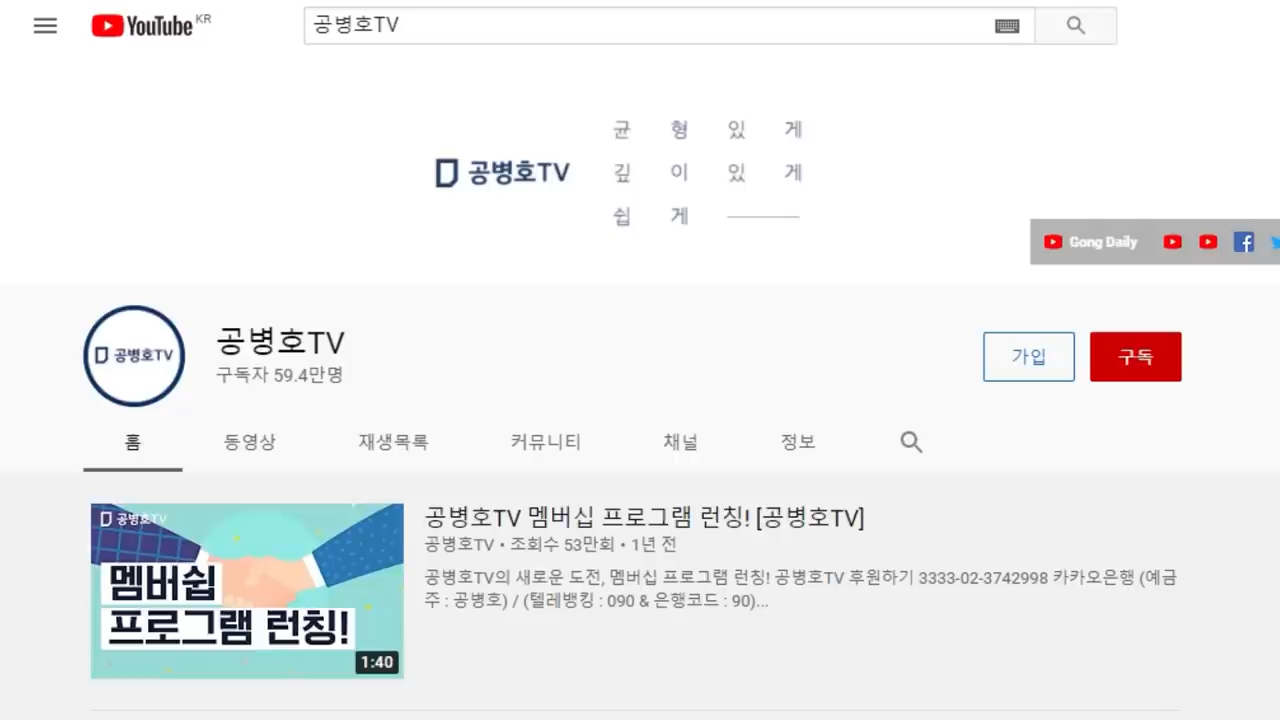 YouTube KR
공병호TV
균 형 있 게
공병호TV
깊 이 있 게
쉽 게
Gong Daily
공병호TV
공병호TV
구독자 59.4만명
가입
구독
홈
동영상
재생목록
커뮤니티
채널
정보
공병호TV
멤버쉽
프로그램 런칭!
1:40
공병호TV 멤버십 프로그램 런칭! [공병호TV]
공병호TV • 조회수 53만회 • 1년 전
공병호TV의 새로운 도전, 멤버십 프로그램 런칭! 공병호TV 후원하기 3333-02-3742998 카카오은행 (예금
주 : 공병호) / (텔레뱅킹 : 090 & 은행코드 : 90)...